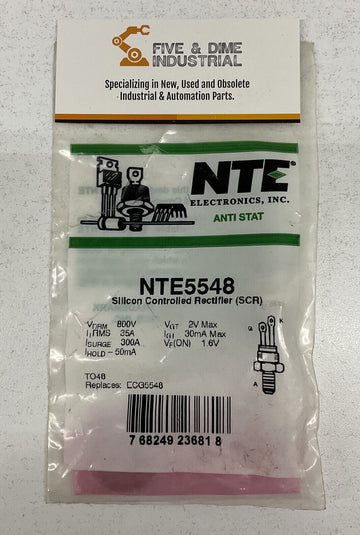 FIVE & DIME
INDUSTRIAL
Specializing in New, Used and Obsolete
Industrial & Automation Parts.
NTE®
ELECTRONICS, INC.
ANTI STAT
NTE5548
Silicon Controlled Rectifier (SCR)
VDRM 800V VGT 2V Max
ITRMS 35A IGT 30mA Max
ISURGE 300A VF(ON) 1.6V
IHOLD - 50mA
G K
A
TO48
Replaces: ECG5548
7 68249 23681 8